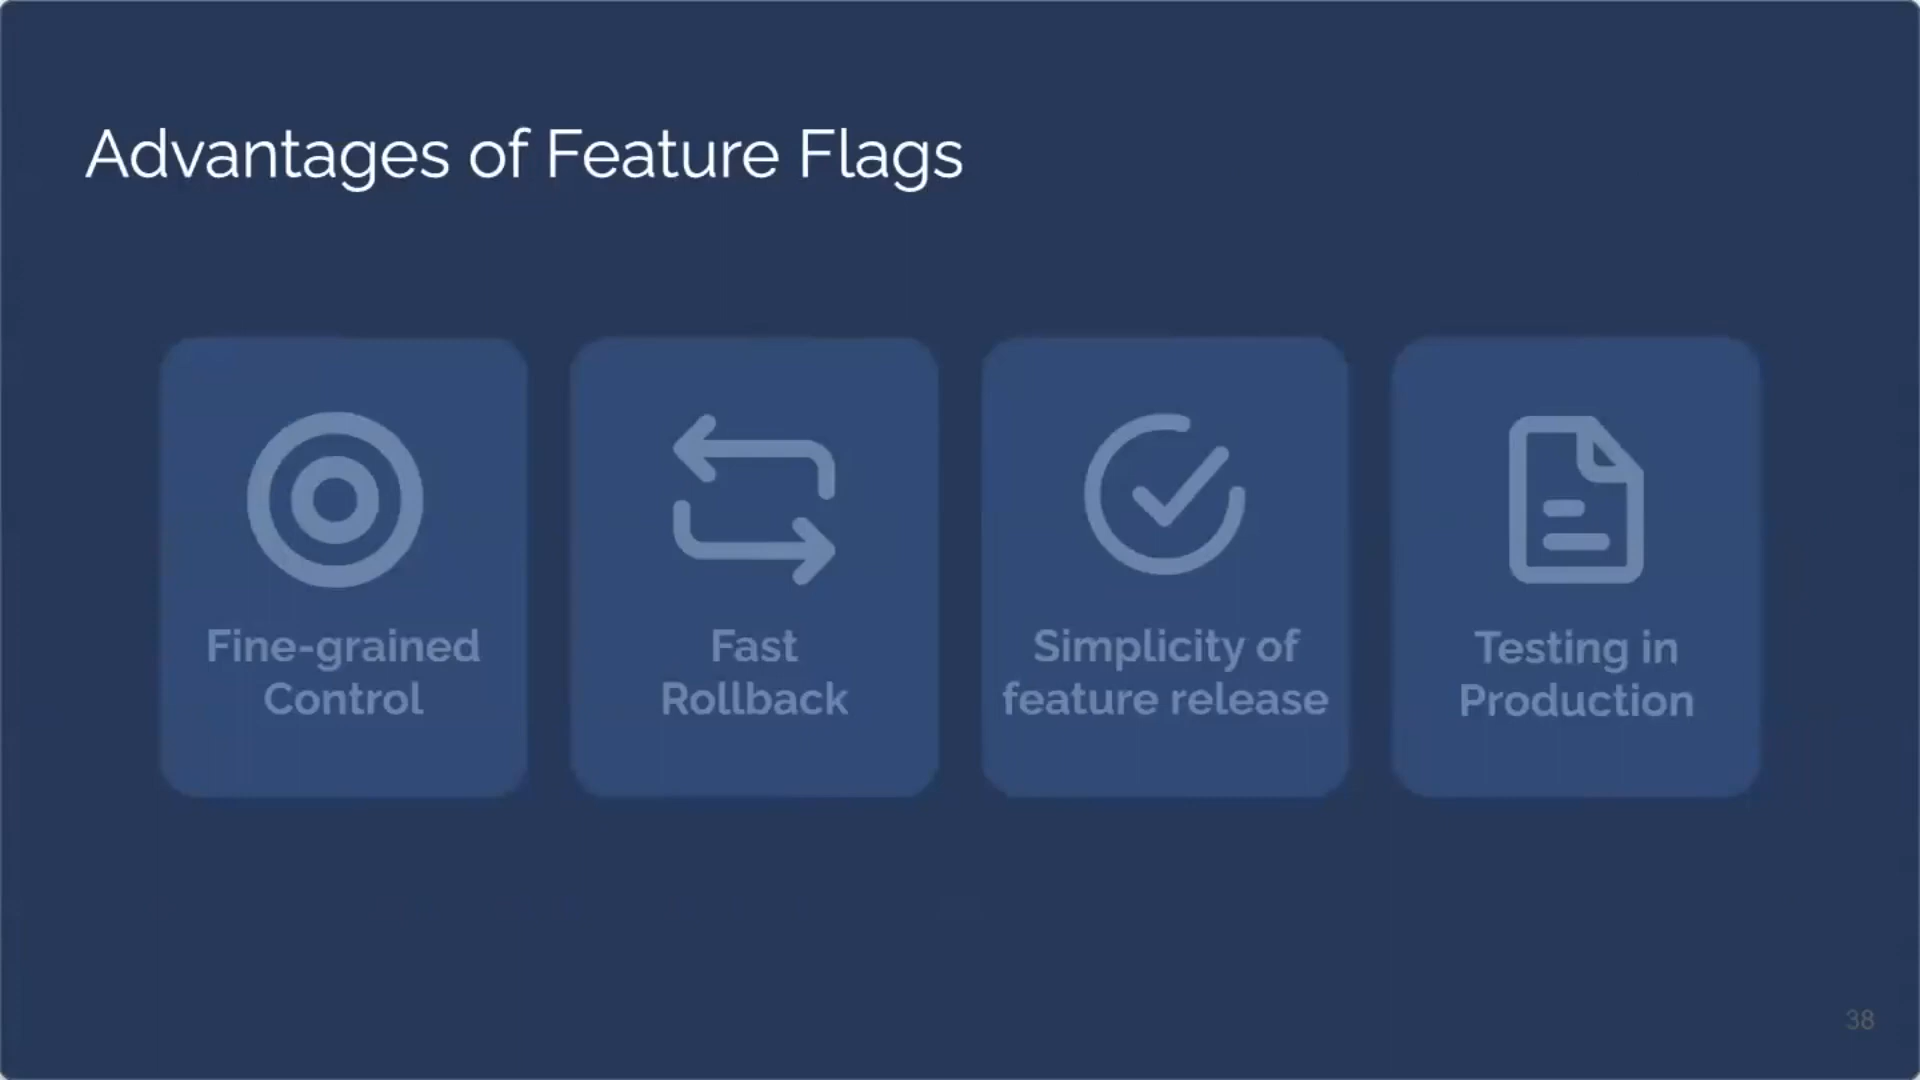 Advantages of Feature Flags
Fine-grained
Control
Fast
Rollback
Simplicity of
feature release
Testing in
Production
38